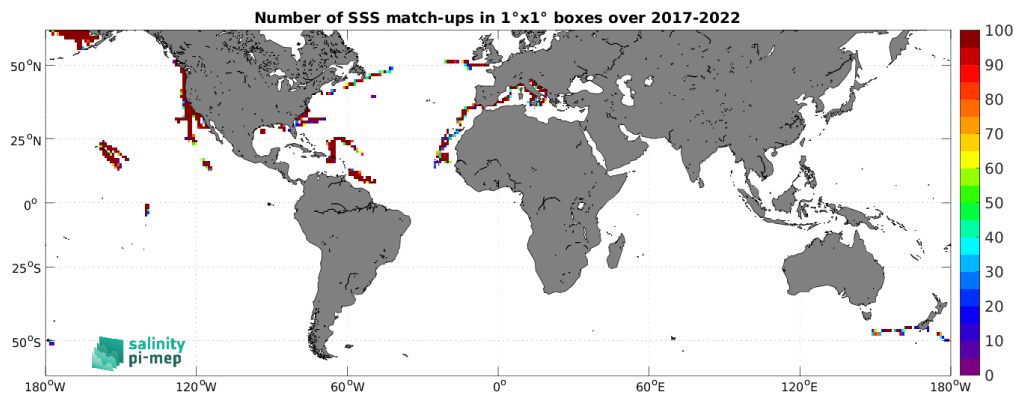 Number of SSS match-ups in 1°x1° boxes over 2017-2022
50°N
25°N
0°
25°S
50°S
180°W
120°W
60°W
0°
60°E
120°E
180°W
100
90
80
70
60
50
40
30
20
10
0
salinity
pi-mep